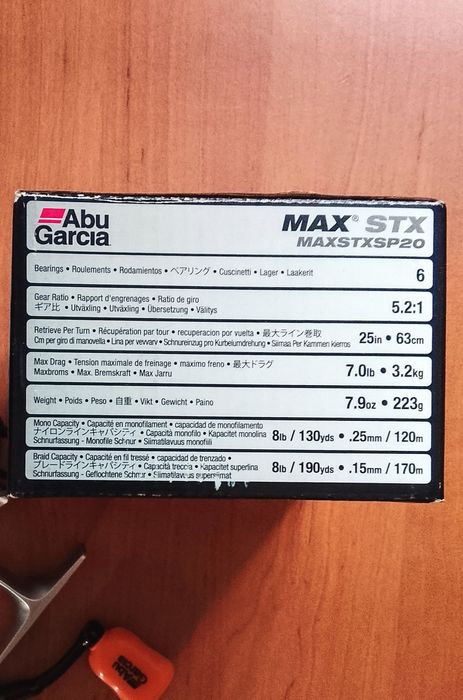 Abu
Garcia
MAX® STX
MAXSTXSP20
Bearings • Roulements • Rodamientos • ベアリング • Cuscinetti • Lager • Laakerit 6
Gear Ratio • Rapport d'engrenages • Ratio de giro
ギア比 • Utväxling • Utväxling • Übersetzung • Välitys 5.2:1
Retrieve Per Turn • Récupération par tour • recuperacion por vuelta • 最大ライン巻取
Cm per giro di manovella • Lina per vevvarv • Schnureinzug pro Kurbelumdrehung • Siimaa Per Kammen kierros 25in • 63cm
Max Drag • Tension maximale de freinage • maximo freno • 最大ドラグ
Maxbroms • Max. Bremskraft • Max Jarru 7.0lb • 3.2kg
Weight • Poids • Peso • 自重 • Vikt • Gewicht • Paino 7.9oz • 223g
Mono Capacity • Capacité en monofilament • capacidad de monofilamento
ナイロンラインキャパシティ • Capacità monofilo • Kapacitet monolina
Schnurfassung - Monofile Schnur • Siimatilavuus monofiili 8lb / 130yds • .25mm / 120m
Braid Capacity • Capacité en fil tressé • capacidad de trenzado •
ブレードラインキャパシティ • Capacità treccia • Kapacitet superlina
Schnurfassung - Geflochtene Schnur • Siimatilavuus supersiimat 8lb / 190yds • .15mm / 170m
Abu
Garcia